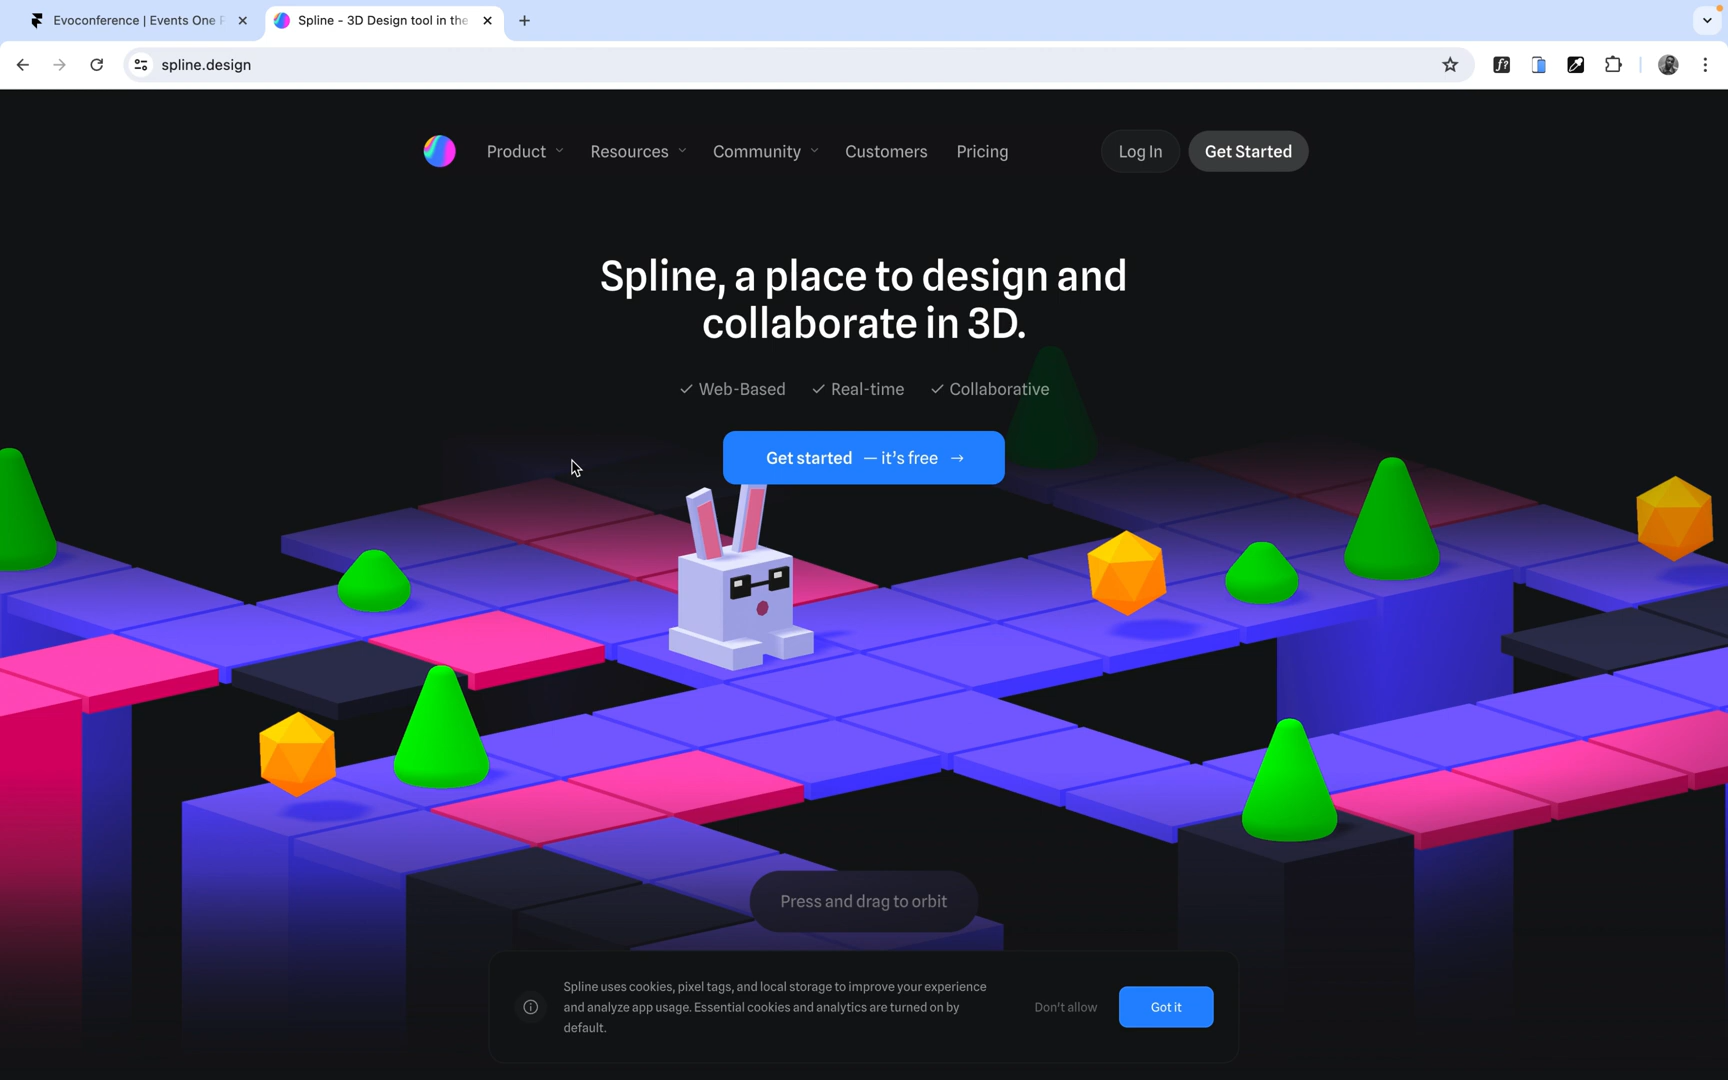 Evoconference | Events One
Spline - 3D Design tool in the
spline.design
f?
Product
Resources
Community
Customers
Pricing
Log In
Get Started
Spline, a place to design and
collaborate in 3D.
Web-Based
Real-time
Collaborative
Get started — it's free →
Press and drag to orbit
Spline uses cookies, pixel tags, and local storage to improve your experience
and analyze app usage. Essential cookies and analytics are turned on by
default.
Don't allow
Got it